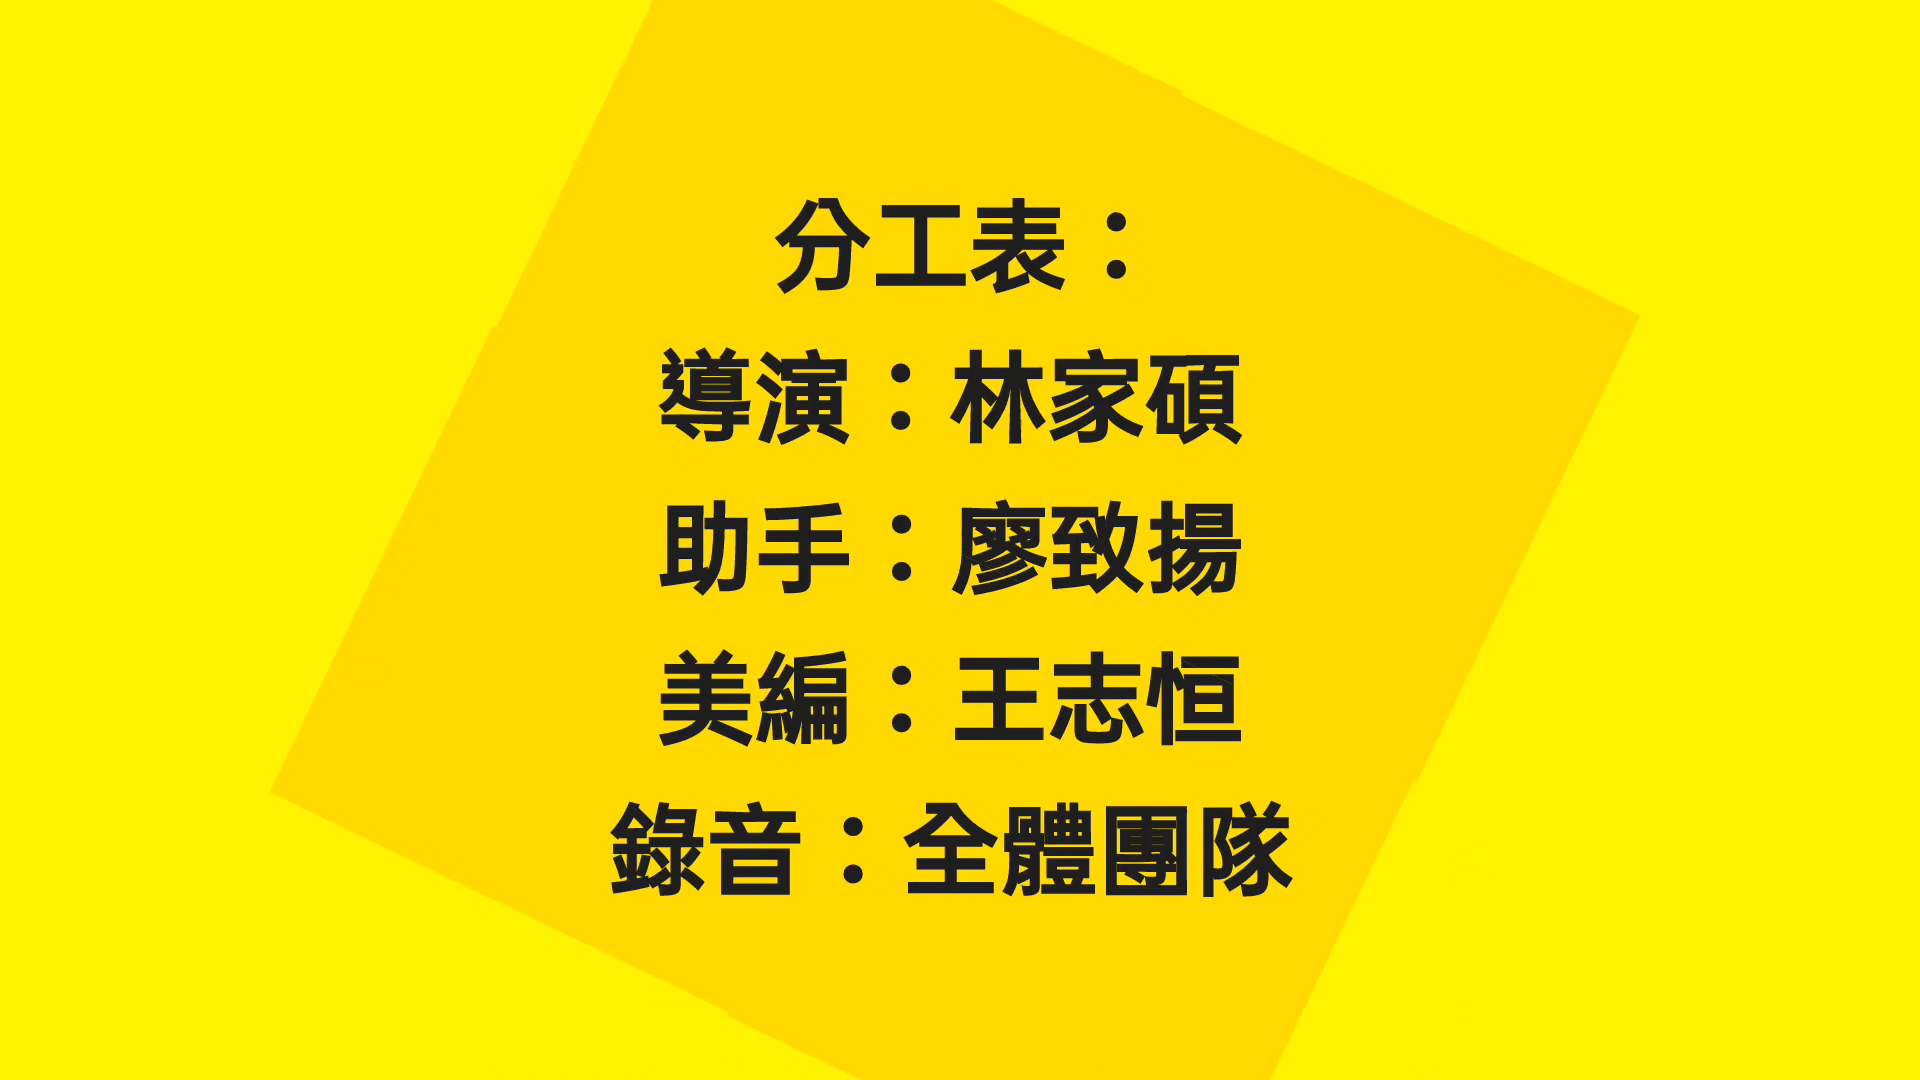 分工表：
導演：林家碩
助手：廖致揚
美編：王志恒
錄音：全體團隊